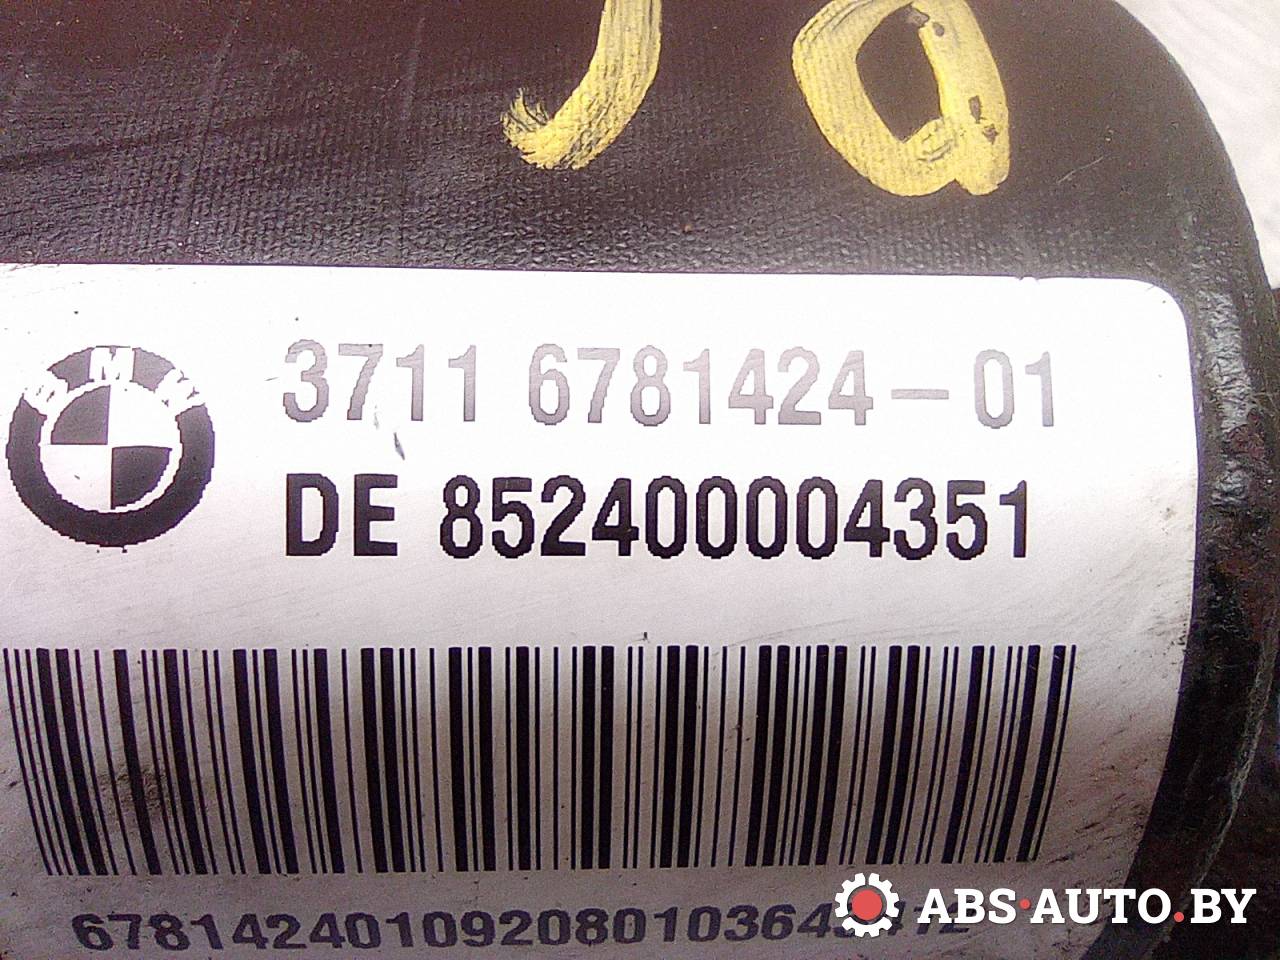 BMW
3711 6781424-01
DE 852400004351
ABS·AUTO.BY